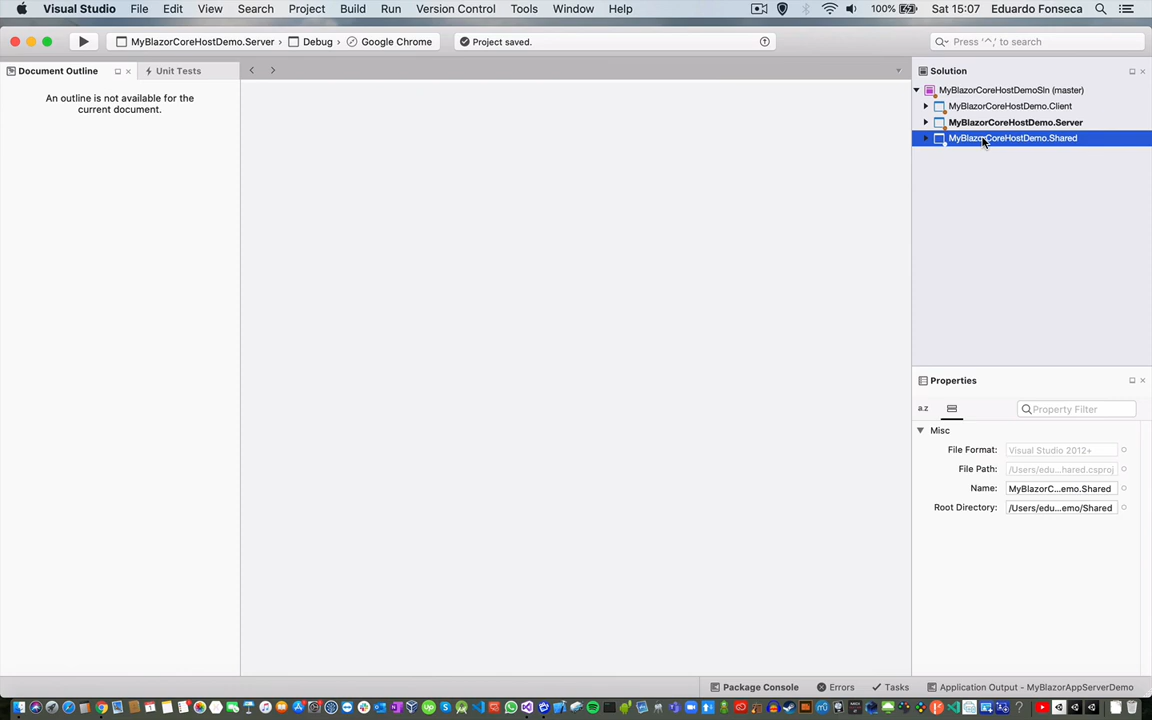 Visual Studio File Edit View Search Project Build Run Version Control Tools Window Help 100% Sat 15:07 Eduardo Fonseca
MyBlazorCoreHostDemo.Server › Debug › Google Chrome Project saved. Press '^,' to search
Document Outline Unit Tests
An outline is not available for the
current document.
Solution
MyBlazorCoreHostDemoSln (master)
MyBlazorCoreHostDemo.Client
MyBlazorCoreHostDemo.Server
MyBlazorCoreHostDemo.Shared
Properties
a.z Property Filter
Misc
File Format: Visual Studio 2012+
File Path: /Users/edu...hared.csproj
Name: MyBlazorC...emo.Shared
Root Directory: /Users/edu...emo/Shared
Package Console Errors Tasks Application Output - MyBlazorAppServerDemo